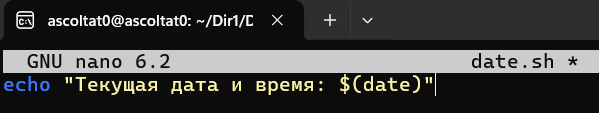 ascoltat0@ascoltat0: ~/Dir1/D
GNU nano 6.2 date.sh *
echo "Текущая дата и время: $(date)"